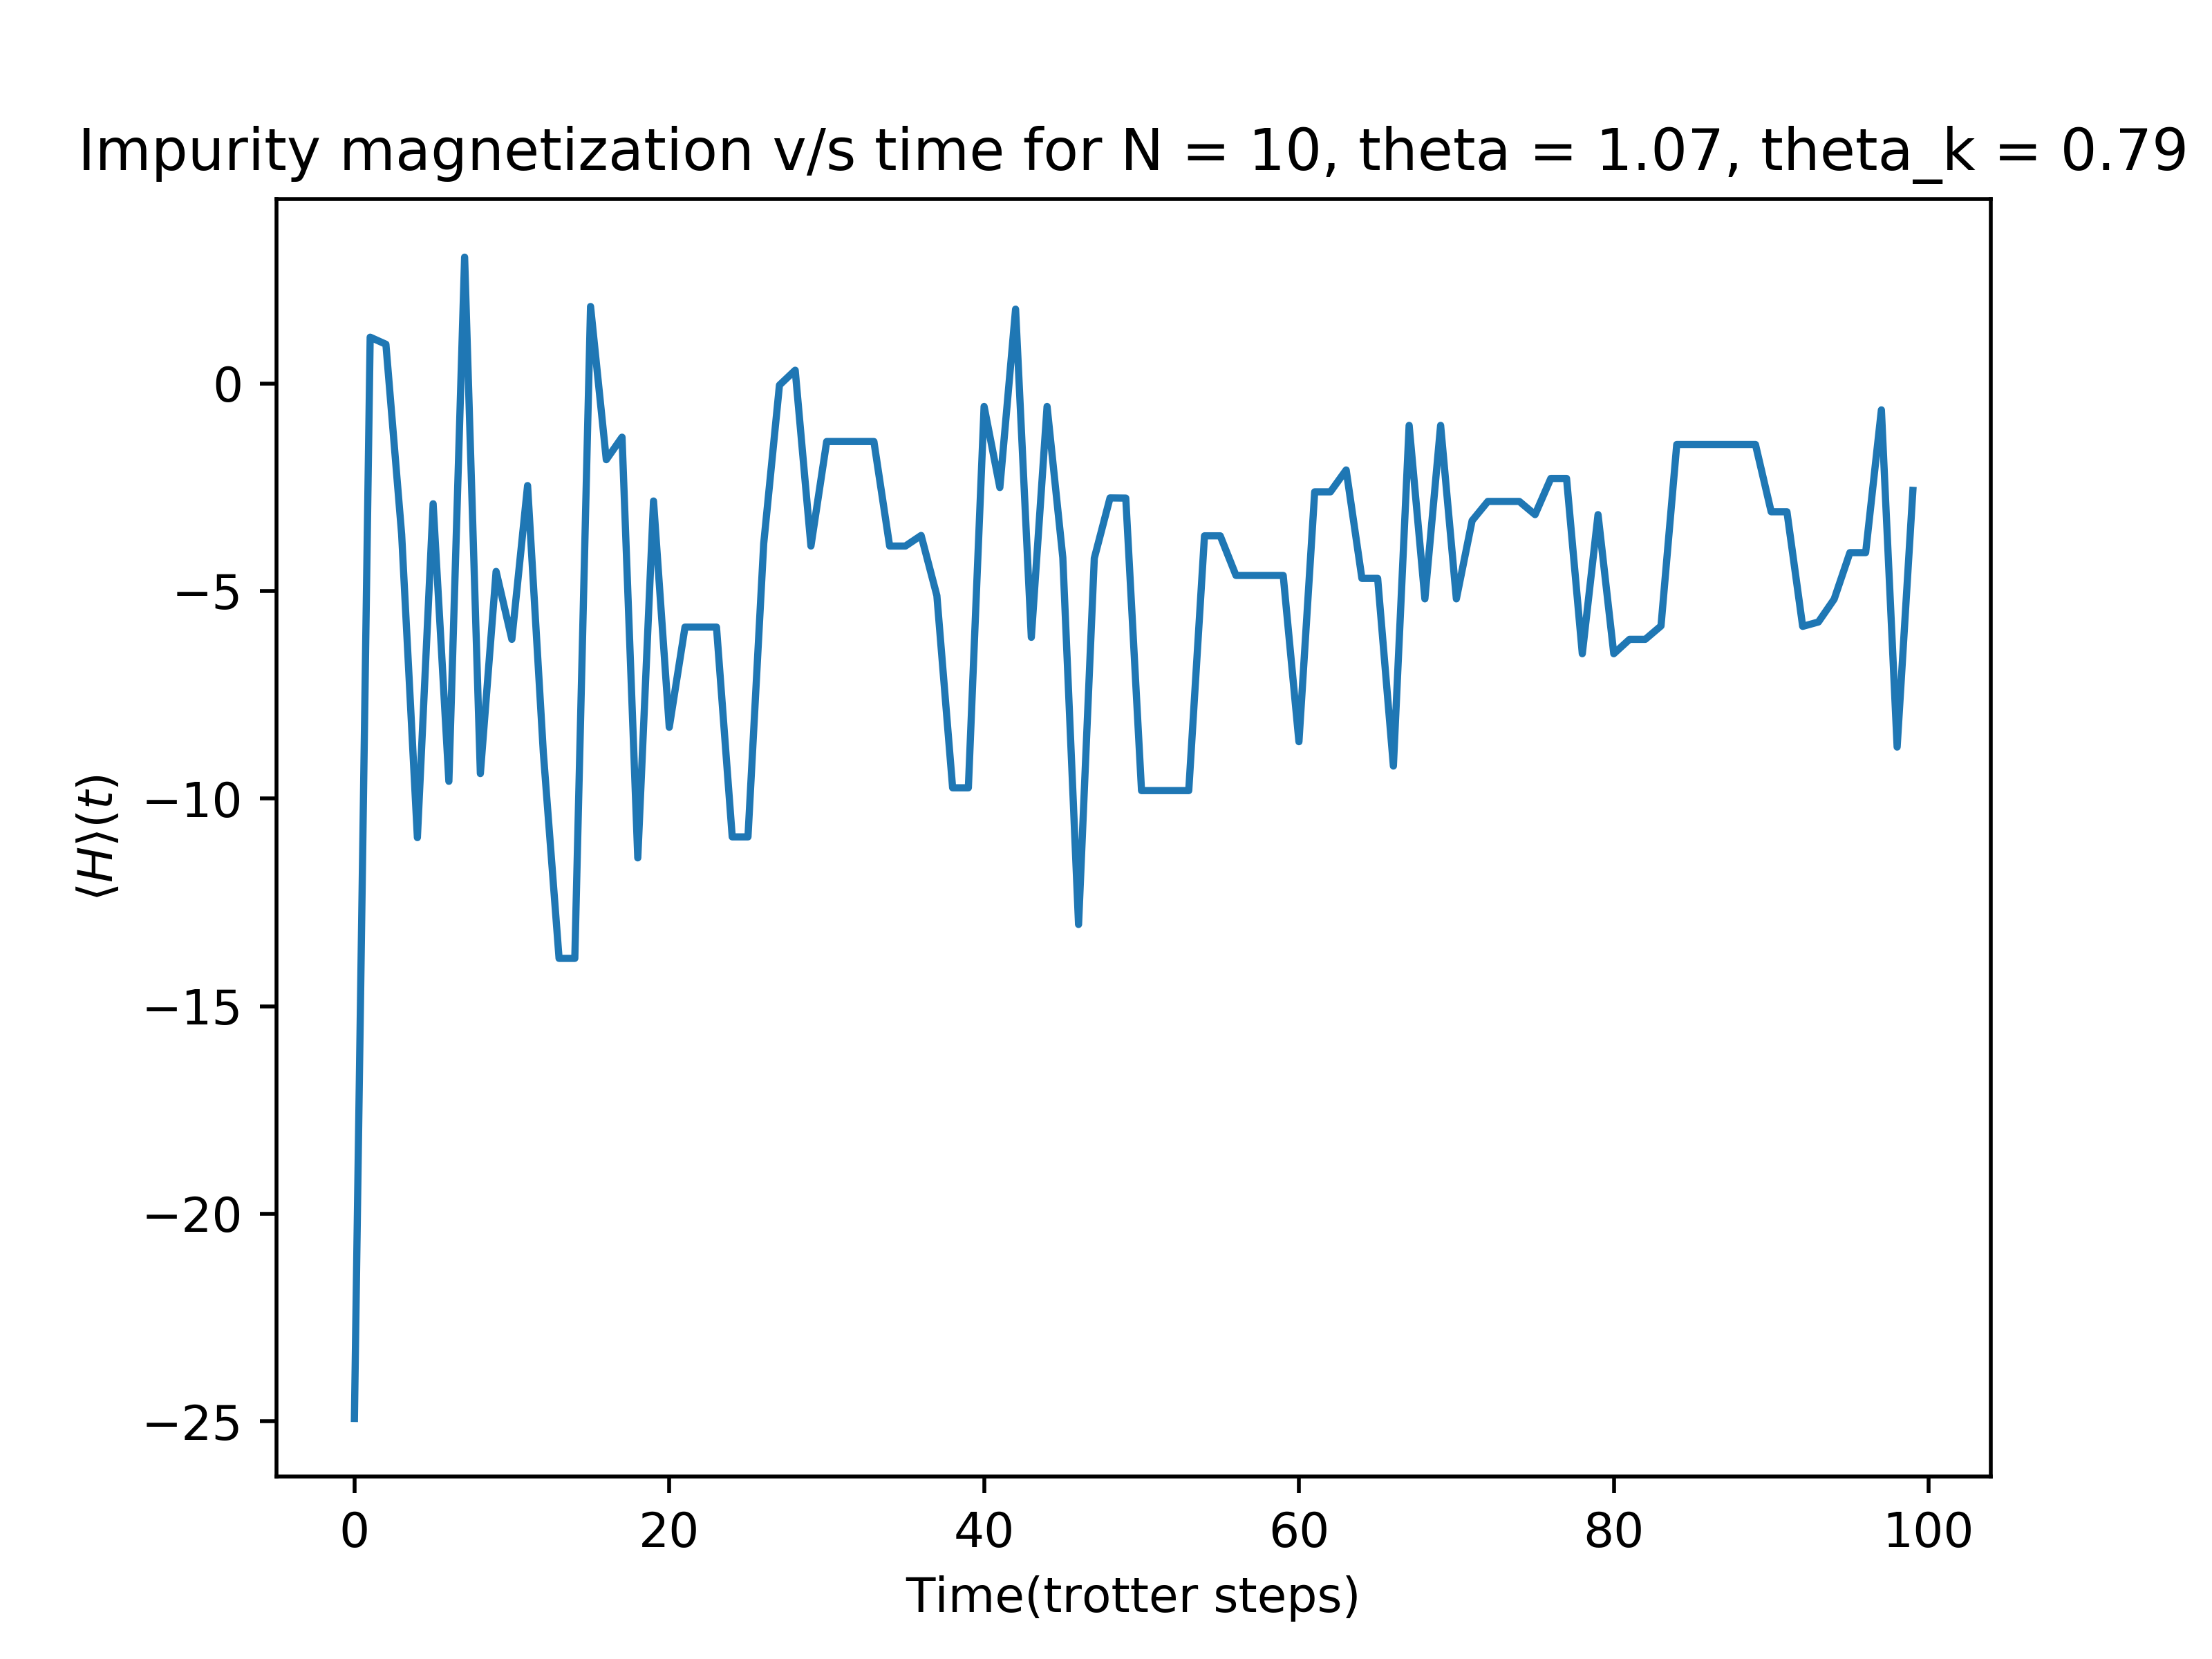 Impurity magnetization v/s time for N = 10, theta = 1.07, theta_k = 0.79
⟨H⟩(t)
0
−5
−10
−15
−20
−25
0 20 40 60 80 100
Time(trotter steps)